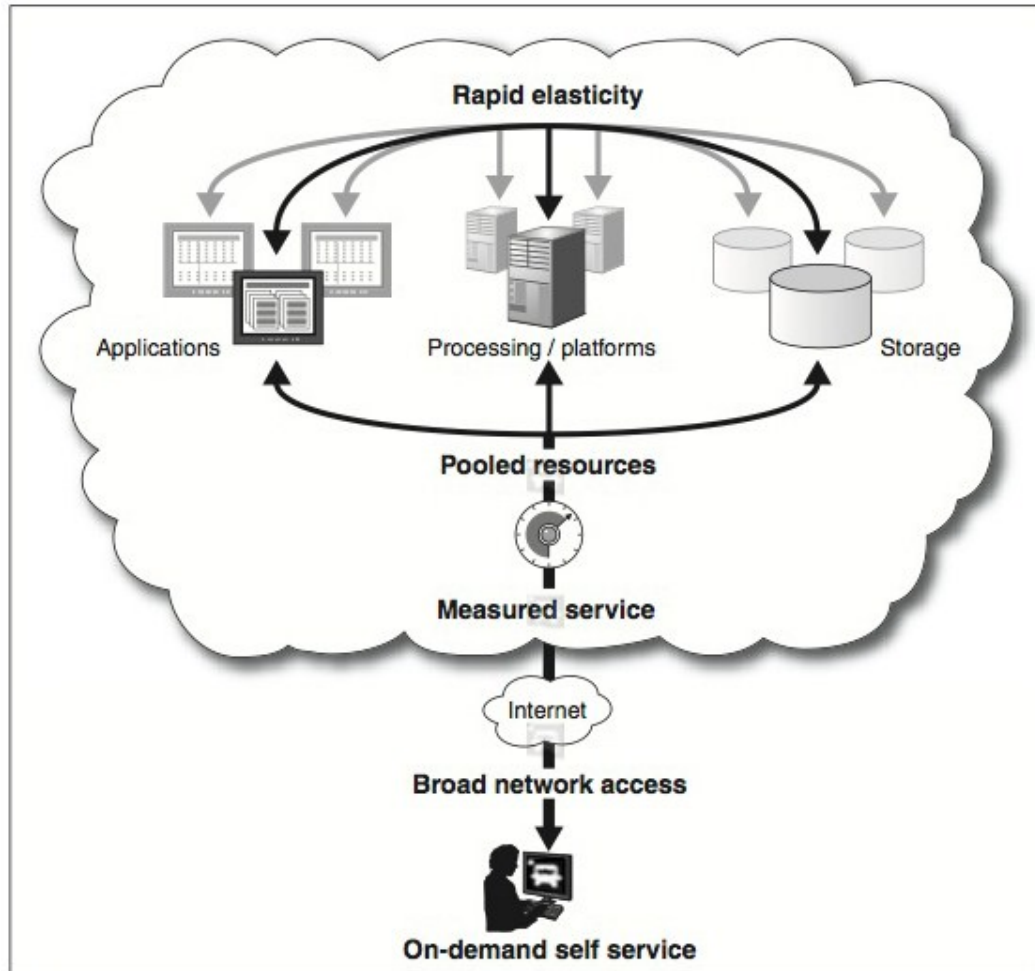 Rapid elasticity
Applications
Processing / platforms
Storage
Pooled resources
Measured service
Internet
Broad network access
On-demand self service